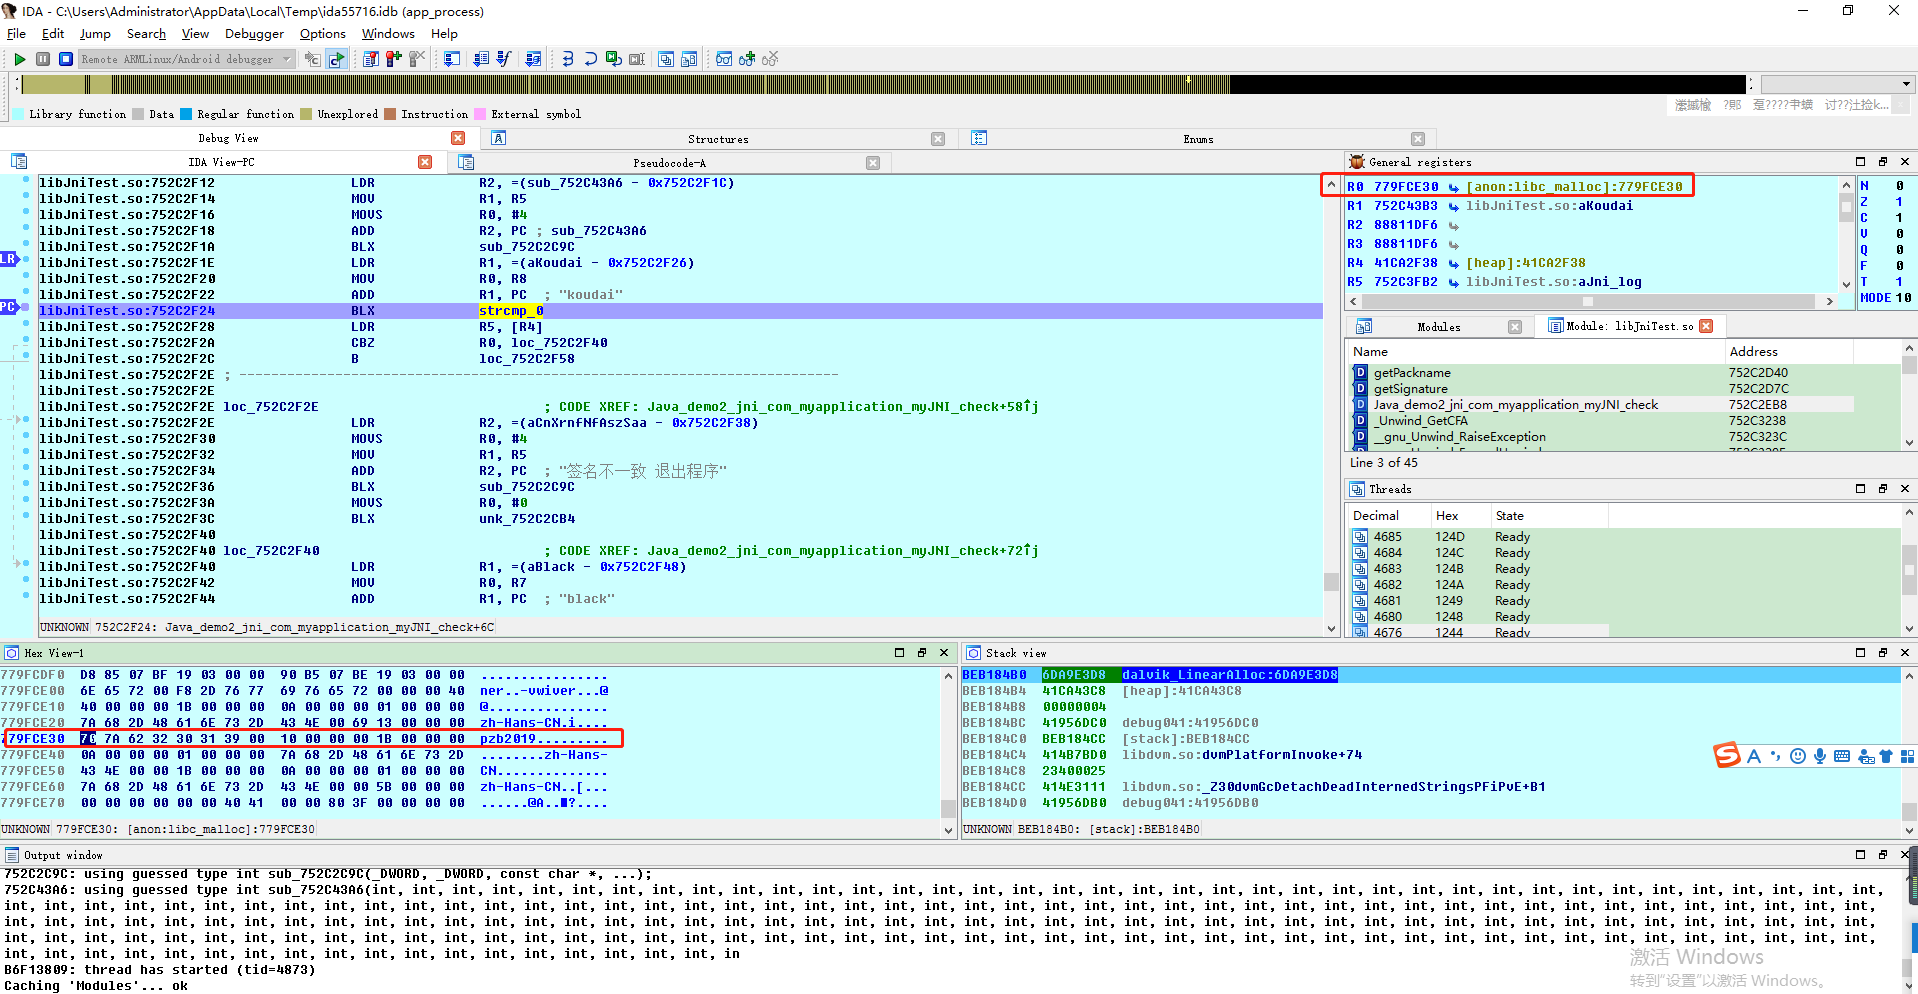 IDA - C:\Users\Administrator\AppData\Local\Temp\ida55716.idb (app_process)
File Edit Jump Search View Debugger Options Windows Help
Remote ARMLinux/Android debugger
Library function Data Regular function Unexplored Instruction External symbol
Debug View Structures Enums
IDA View-PC Pseudocode-A
libJniTest.so:752C2F12 LDR R2, =(sub_752C43A6 - 0x752C2F1C)
libJniTest.so:752C2F14 MOV R1, R5
libJniTest.so:752C2F16 MOVS R0, #4
libJniTest.so:752C2F18 ADD R2, PC ; sub_752C43A6
libJniTest.so:752C2F1A BLX sub_752C2C9C
LR
libJniTest.so:752C2F1E LDR R1, =(aKoudai - 0x752C2F26)
libJniTest.so:752C2F20 MOV R0, R8
libJniTest.so:752C2F22 ADD R1, PC ; "koudai"
PC
libJniTest.so:752C2F24 BLX strcmp_0
libJniTest.so:752C2F28 LDR R5, [R4]
libJniTest.so:752C2F2A CBZ R0, loc_752C2F40
libJniTest.so:752C2F2C B loc_752C2F58
libJniTest.so:752C2F2E ; ---------------------------------------------------------------------------
libJniTest.so:752C2F2E
libJniTest.so:752C2F2E loc_752C2F2E ; CODE XREF: Java_demo2_jni_com_myapplication_myJNI_check+58↑j
libJniTest.so:752C2F2E LDR R2, =(aCnXrnfNfAszSaa - 0x752C2F38)
libJniTest.so:752C2F30 MOVS R0, #4
libJniTest.so:752C2F32 MOV R1, R5
libJniTest.so:752C2F34 ADD R2, PC ; "签名不一致 退出程序"
libJniTest.so:752C2F36 BLX sub_752C2C9C
libJniTest.so:752C2F3A MOVS R0, #0
libJniTest.so:752C2F3C BLX unk_752C2CB4
libJniTest.so:752C2F40
libJniTest.so:752C2F40 loc_752C2F40 ; CODE XREF: Java_demo2_jni_com_myapplication_myJNI_check+72↑j
libJniTest.so:752C2F40 LDR R1, =(aBlack - 0x752C2F48)
libJniTest.so:752C2F42 MOV R0, R7
libJniTest.so:752C2F44 ADD R1, PC ; "black"
UNKNOWN 752C2F24: Java_demo2_jni_com_myapplication_myJNI_check+6C
General registers
R0 779FCE30 [anon:libc_malloc]:779FCE30
R1 752C43B3 libJniTest.so:aKoudai
R2 88811DF6
R3 88811DF6
R4 41CA2F38 [heap]:41CA2F38
R5 752C3FB2 libJniTest.so:aJni_log
N 0
Z 1
C 1
V 0
Q 0
F 0
T 1
MODE 10
Modules Module: libJniTest.so
Name Address
getPackname 752C2D40
getSignature 752C2D7C
Java_demo2_jni_com_myapplication_myJNI_check 752C2EB8
_Unwind_GetCFA 752C3238
__gnu_Unwind_RaiseException 752C323C
Line 3 of 45
Threads
Decimal Hex State
4685 124D Ready
4684 124C Ready
4683 124B Ready
4682 124A Ready
4681 1249 Ready
4680 1248 Ready
4676 1244 Ready
Hex View-1
779FCDF0 D8 85 07 BF 19 03 00 00 90 B5 07 BE 19 03 00 00 ................
779FCE00 6E 65 72 00 F8 2D 76 77 69 76 65 72 00 00 00 40 ner..-vwiver...@
779FCE10 40 00 00 00 1B 00 00 00 0A 00 00 00 01 00 00 00 @...............
779FCE20 7A 68 2D 48 61 6E 73 2D 43 4E 00 69 13 00 00 00 zh-Hans-CN.i....
779FCE30 70 7A 62 32 30 31 39 00 10 00 00 00 1B 00 00 00 pzb2019.........
779FCE40 0A 00 00 00 01 00 00 00 7A 68 2D 48 61 6E 73 2D ........zh-Hans-
779FCE50 43 4E 00 00 1B 00 00 00 0A 00 00 00 01 00 00 00 CN..............
779FCE60 7A 68 2D 48 61 6E 73 2D 43 4E 00 00 5B 00 00 00 zh-Hans-CN..[...
779FCE70 00 00 00 00 00 00 40 41 00 00 80 3F 00 00 00 00 ......@A..■?....
UNKNOWN 779FCE30: [anon:libc_malloc]:779FCE30
Stack view
BEB184B0 6DA9E3D8 dalvik_LinearAlloc:6DA9E3D8
BEB184B4 41CA43C8 [heap]:41CA43C8
BEB184B8 00000004
BEB184BC 41956DC0 debug041:41956DC0
BEB184C0 BEB184CC [stack]:BEB184CC
BEB184C4 414B7BD4 libdvm.so:dvmPlatformInvoke+74
BEB184C8 23400025
BEB184CC 414E3111 libdvm.so:_Z30dvmGcDetachDeadInternedStringsPFiPvE+B1
BEB184D0 41956DB0 debug041:41956DB0
UNKNOWN BEB184B0: [stack]:BEB184B0
Output window
752C2C9C: using guessed type int sub_752C2C9C(_DWORD, _DWORD, const char *, ...);
752C43A6: using guessed type int sub_752C43A6(int, int, int, int, int, int, int, int, int, int, int, int, int, int, int, int, int, int, int, int, int, int, int, int, int, int, int, int, int, int, int, int, int, int, int, int, int,
int, int, int, int, int, int, int, int, int, int, int, int, int, int, int, int, int, int, int, int, int, int, int, int, int, int, int, int, int, int, int, int, int, int, int, int, int, int, int, int, int, int, int, int, int, int,
int, int, int, int, int, int, int, int, int, int, int, int, int, int, int, int, int, int, int, int, int, int, int, int, int, int, int, int, int, int, int, int, int, int, int, int, int, int, int, int, int, int, int, int, int, int,
int, int, int, int, int, int, int, int, int, int, int, int, int, int, int, int, int, int, int, int, int, int, int, int, int, int, int, int, int, int, int, int, int, int, int, int, int, int, int, int, int, int, int, int, int, int,
int, int, int, int, int, int, int, int, int, int, int, int, int, int, int, int, int, int, in
B6F13809: thread has started (tid=4873)
Caching 'Modules'... ok
激活 Windows
转到"设置"以激活 Windows。